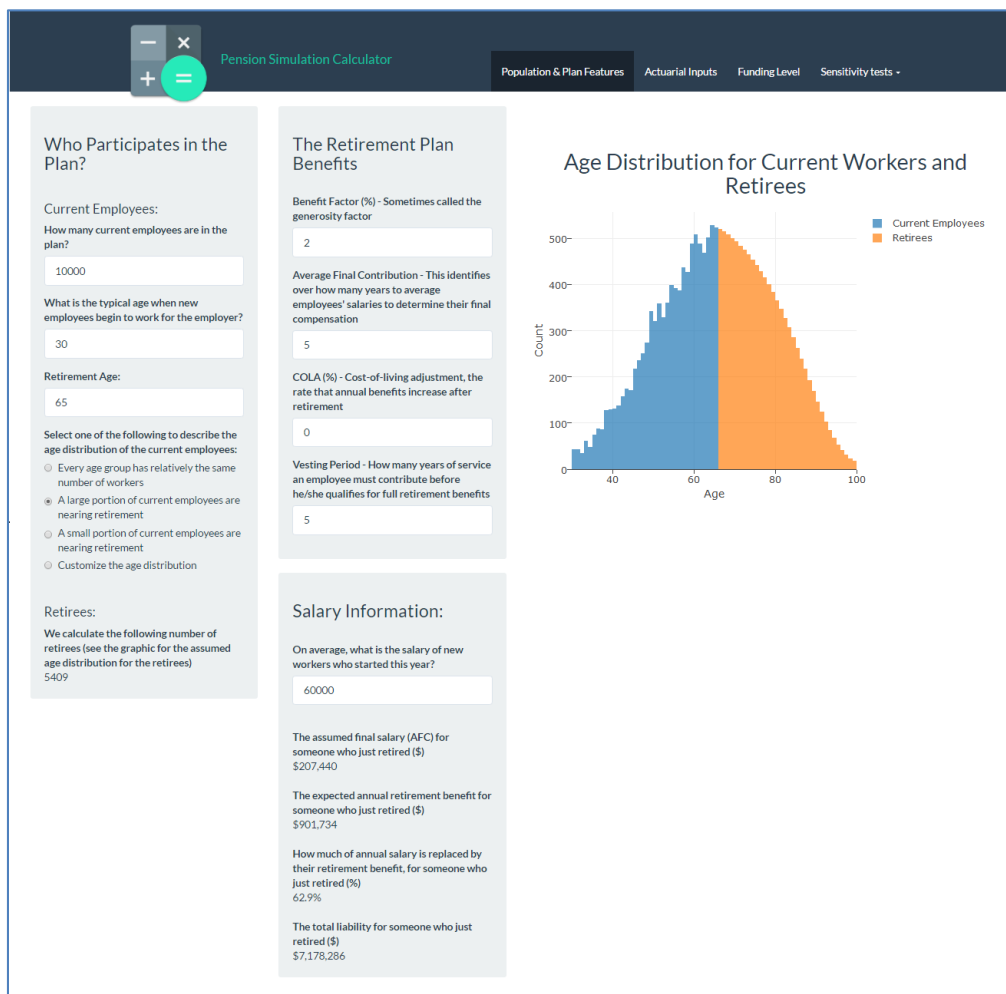 Pension Simulation Calculator
Population & Plan Features
Actuarial Inputs
Funding Level
Sensitivity tests
Who Participates in the
Plan?
Current Employees:
How many current employees are in the
plan?
10000
What is the typical age when new
employees begin to work for the employer?
30
Retirement Age:
65
Select one of the following to describe the
age distribution of the current employees:
Every age group has relatively the same
number of workers
A large portion of current employees are
nearing retirement
A small portion of current employees are
nearing retirement
Customize the age distribution
Retirees:
We calculate the following number of
retirees (see the graphic for the assumed
age distribution for the retirees)
5409
The Retirement Plan
Benefits
Benefit Factor (%) - Sometimes called the
generosity factor
2
Average Final Contribution - This identifies
over how many years to average
employees' salaries to determine their final
compensation
5
COLA (%) - Cost-of-living adjustment, the
rate that annual benefits increase after
retirement
0
Vesting Period - How many years of service
an employee must contribute before
he/she qualifies for full retirement benefits
5
Salary Information:
On average, what is the salary of new
workers who started this year?
60000
The assumed final salary (AFC) for
someone who just retired ($)
$207,440
The expected annual retirement benefit for
someone who just retired ($)
$901,734
How much of annual salary is replaced by
their retirement benefit, for someone who
just retired (%)
62.9%
The total liability for someone who just
retired ($)
$7,178,286
Age Distribution for Current Workers and
Retirees
Current Employees
Retirees
500
400
300
200
100
0
Count
40
60
80
100
Age